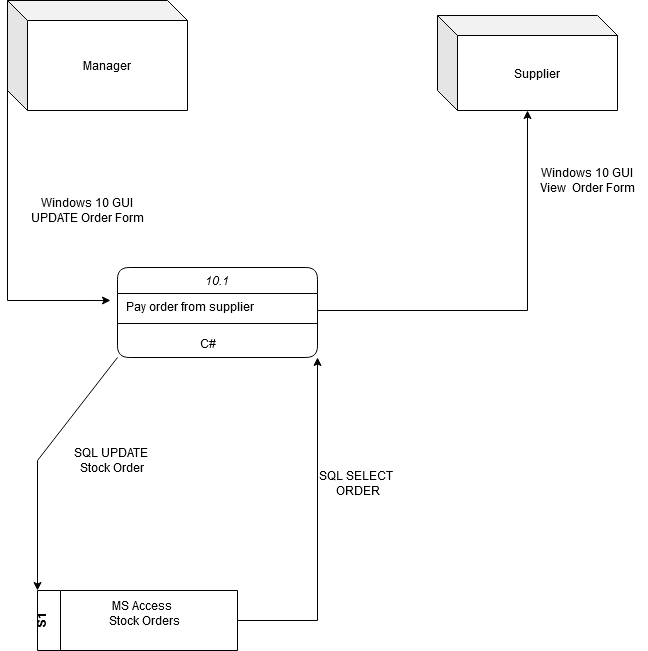 Manager
Supplier
Windows 10 GUI
View Order Form
Windows 10 GUI
UPDATE Order Form
10.1
Pay order from supplier
C#
SQL UPDATE
Stock Order
SQL SELECT
ORDER
S1
MS Access
Stock Orders